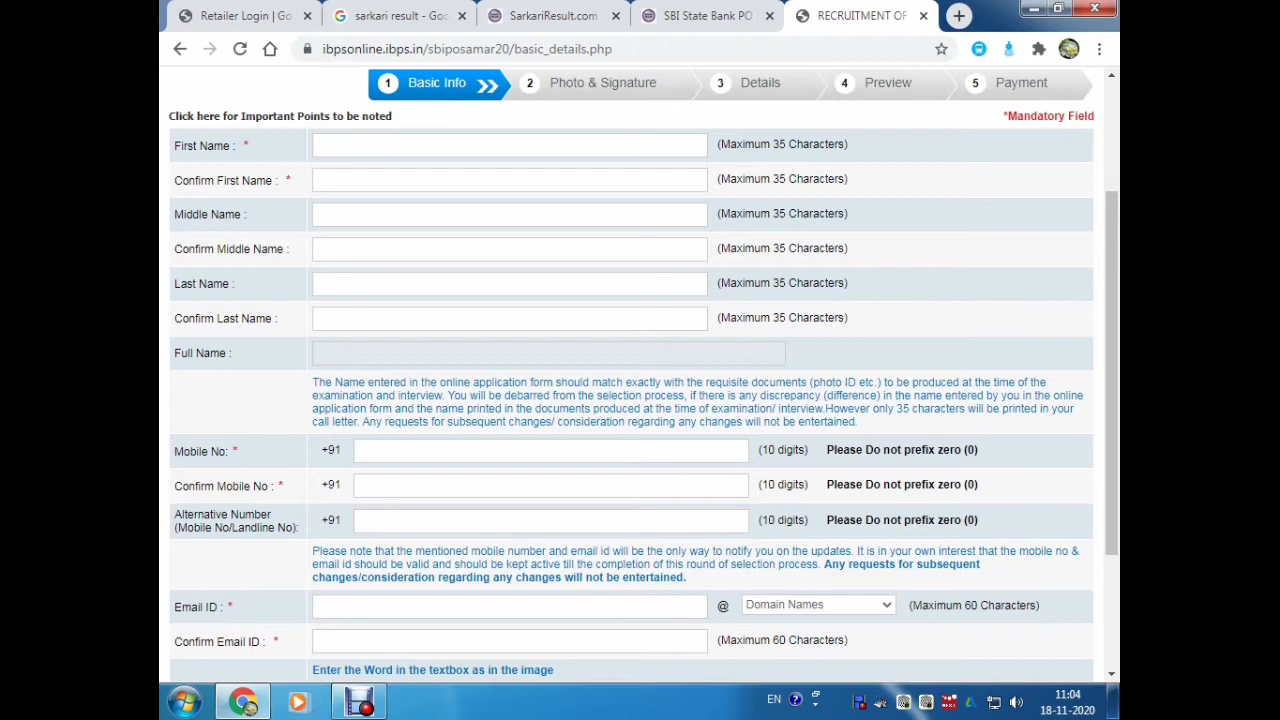 Retailer Login | Go
sarkari result - Goo
SarkariResult.com
SBI State Bank PO
RECRUITMENT OF
ibpsonline.ibps.in/sbiposamar20/basic_details.php
1 Basic Info
2 Photo & Signature
3 Details
4 Preview
5 Payment
Click here for Important Points to be noted
*Mandatory Field
First Name : * (Maximum 35 Characters)
Confirm First Name : * (Maximum 35 Characters)
Middle Name : (Maximum 35 Characters)
Confirm Middle Name : (Maximum 35 Characters)
Last Name : (Maximum 35 Characters)
Confirm Last Name : (Maximum 35 Characters)
Full Name :
The Name entered in the online application form should match exactly with the requisite documents (photo ID etc.) to be produced at the time of the
examination and interview. You will be debarred from the selection process, if there is any discrepancy (difference) in the name entered by you in the online
application form and the name printed in the documents produced at the time of examination/ interview.However only 35 characters will be printed in your
call letter. Any requests for subsequent changes/ consideration regarding any changes will not be entertained.
Mobile No: * +91 (10 digits) Please Do not prefix zero (0)
Confirm Mobile No : * +91 (10 digits) Please Do not prefix zero (0)
Alternative Number
(Mobile No/Landline No): +91 (10 digits) Please Do not prefix zero (0)
Please note that the mentioned mobile number and email id will be the only way to notify you on the updates. It is in your own interest that the mobile no &
email id should be valid and should be kept active till the completion of this round of selection process. Any requests for subsequent
changes/consideration regarding any changes will not be entertained.
Email ID : * @ Domain Names (Maximum 60 Characters)
Confirm Email ID : * (Maximum 60 Characters)
Enter the Word in the textbox as in the image
EN
11:04
18-11-2020